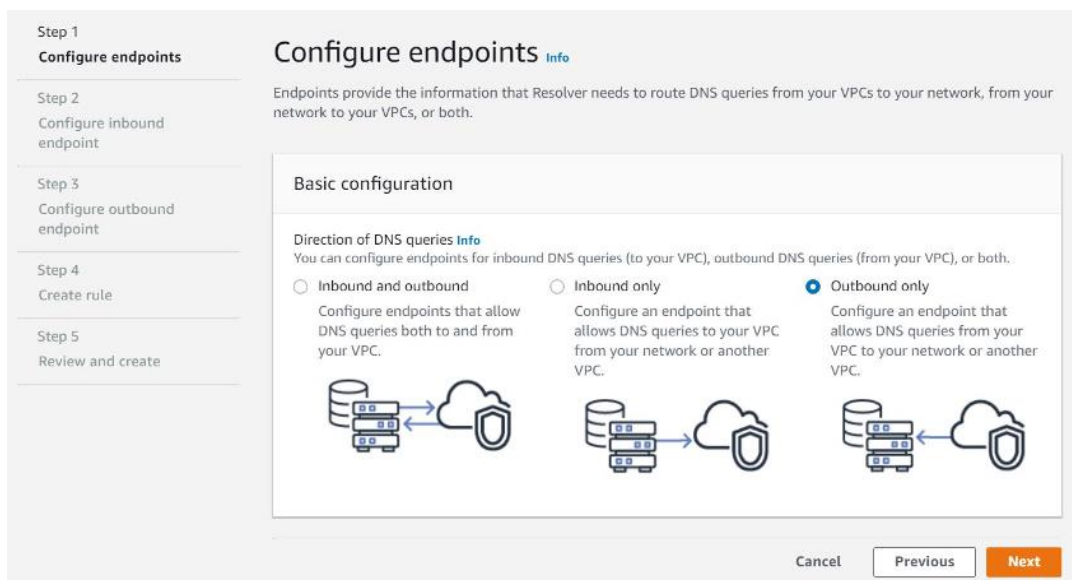 Step 1
Configure endpoints
Step 2
Configure inbound
endpoint
Step 3
Configure outbound
endpoint
Step 4
Create rule
Step 5
Review and create
Configure endpoints Info
Endpoints provide the information that Resolver needs to route DNS queries from your VPCs to your network, from your
network to your VPCs, or both.
Basic configuration
Direction of DNS queries Info
You can configure endpoints for inbound DNS queries (to your VPC), outbound DNS queries (from your VPC), or both.
Inbound and outbound
Configure endpoints that allow
DNS queries both to and from
your VPC.
Inbound only
Configure an endpoint that
allows DNS queries to your VPC
from your network or another
VPC.
Outbound only
Configure an endpoint that
allows DNS queries from your
VPC to your network or another
VPC.
Cancel
Previous
Next